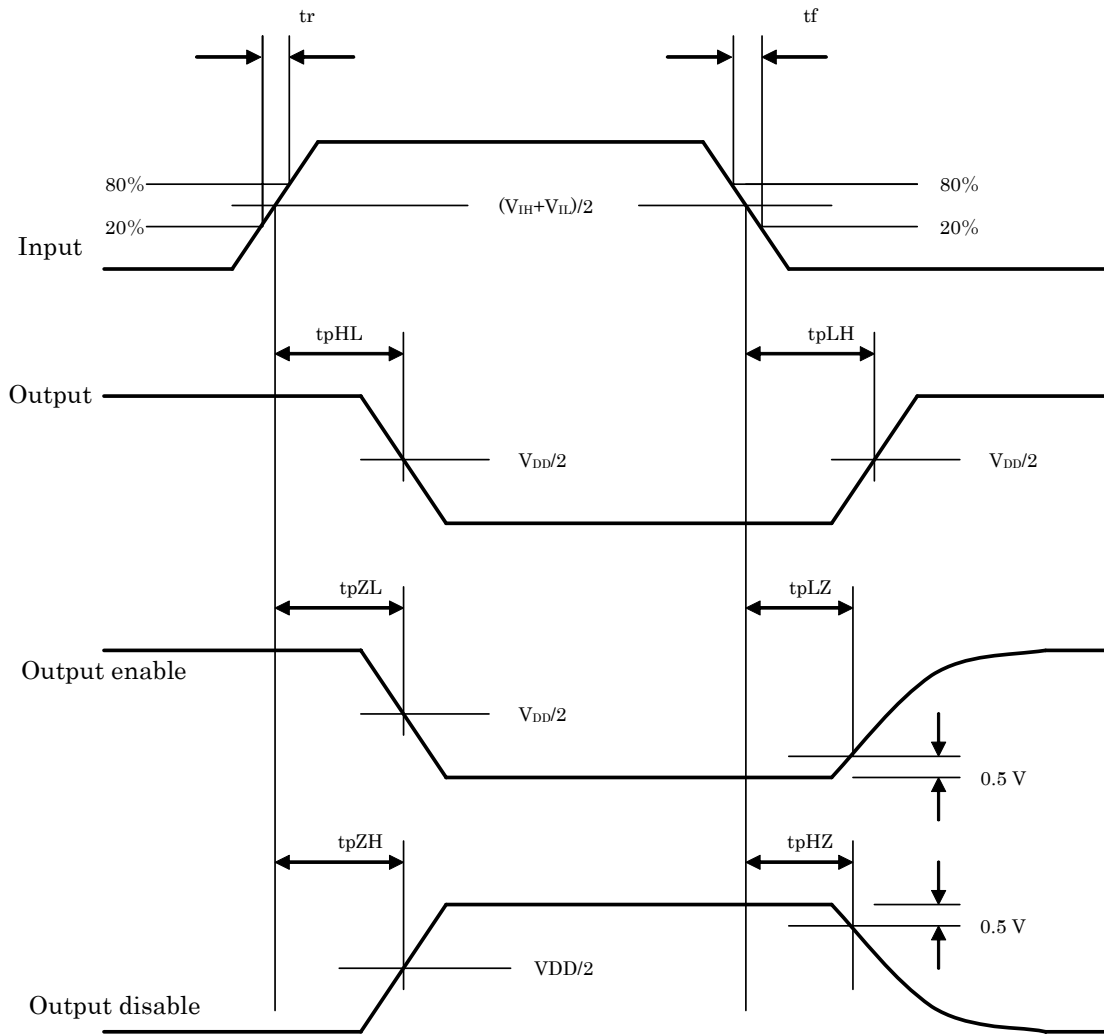 tr
tf
80%
80%
(VIH+VIL)/2
20%
20%
Input
tpHL
tpLH
Output
VDD/2
VDD/2
tpZL
tpLZ
Output enable
VDD/2
0.5 V
tpZH
tpHZ
0.5 V
VDD/2
Output disable